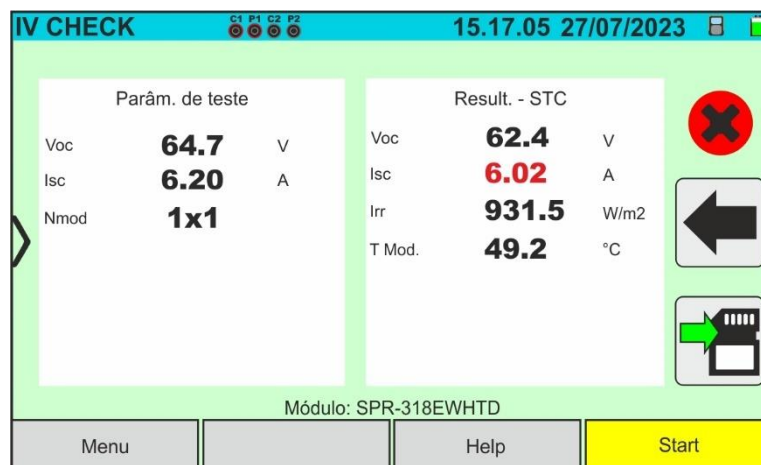 IV CHECK C1 P1 C2 P2 15.17.05 27/07/2023
Parâm. de teste
Voc 64.7 V
Isc 6.20 A
Nmod 1x1
Result. - STC
Voc 62.4 V
Isc 6.02 A
Irr 931.5 W/m2
T Mod. 49.2 °C
Módulo: SPR-318EWHTD
Menu Help Start